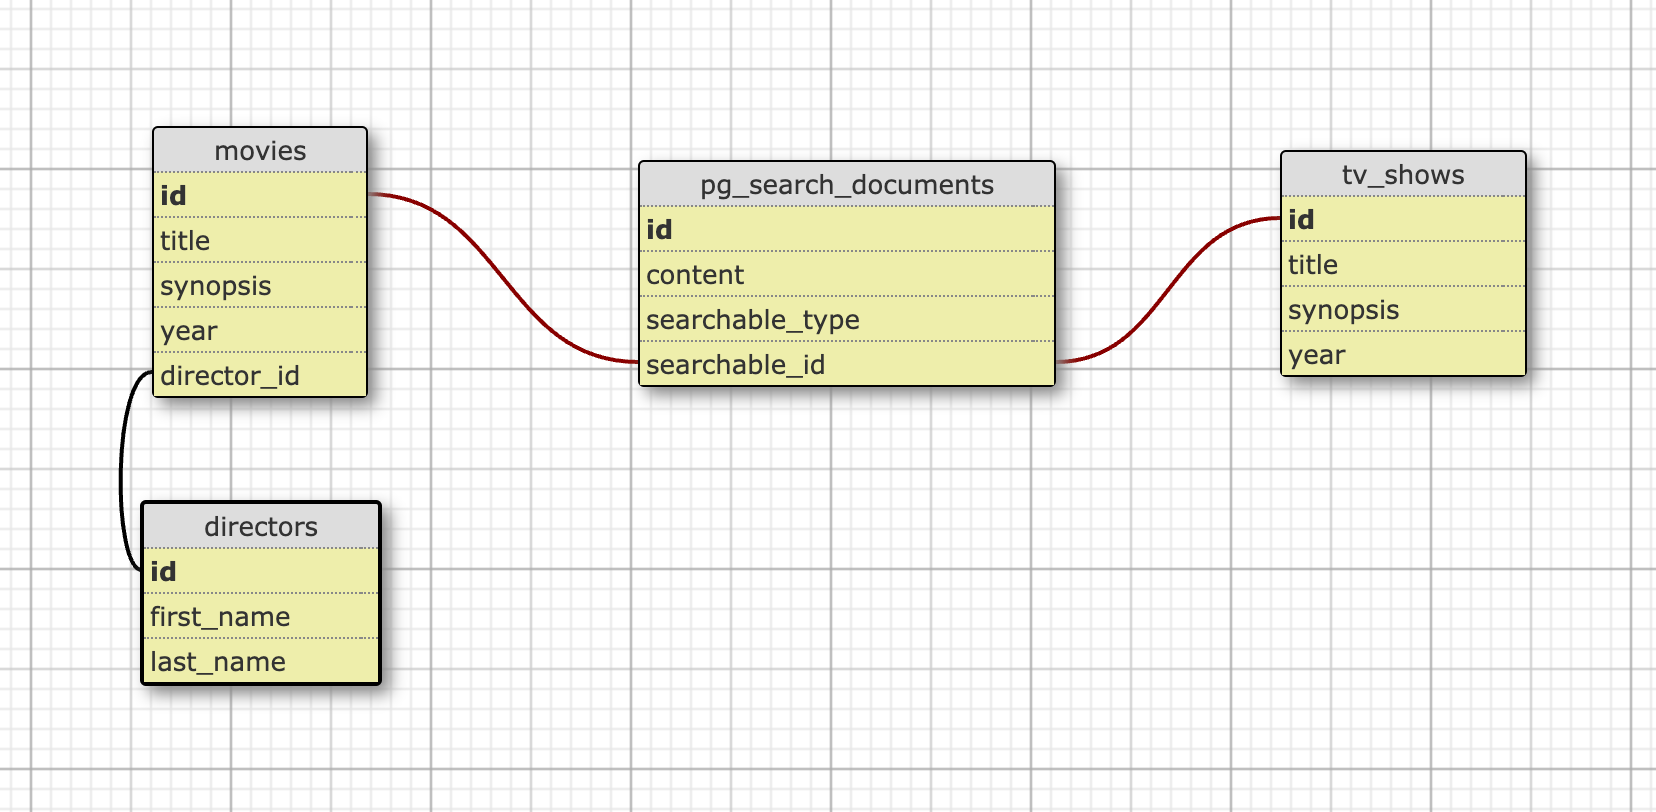 movies
id
title
synopsis
year
director_id
directors
id
first_name
last_name
pg_search_documents
id
content
searchable_type
searchable_id
tv_shows
id
title
synopsis
year